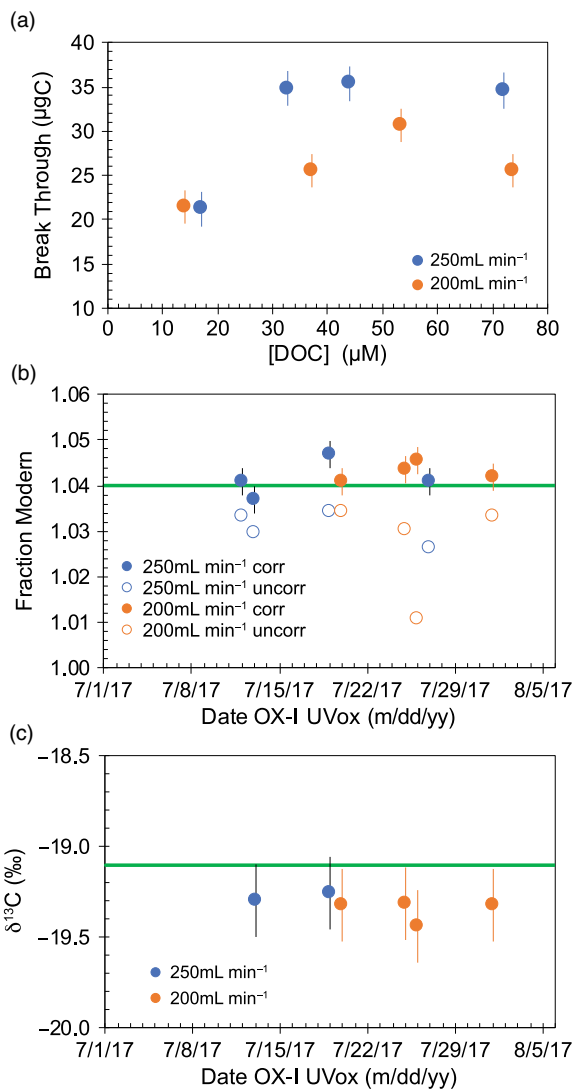 (a)
Break Through (µgC)
40
35
30
25
20
15
10
250mL min⁻¹
200mL min⁻¹
0 10 20 30 40 50 60 70 80
[DOC] (µM)
(b)
Fraction Modern
1.06
1.05
1.04
1.03
1.02
1.01
1.00
250mL min⁻¹ corr
250mL min⁻¹ uncorr
200mL min⁻¹ corr
200mL min⁻¹ uncorr
7/1/17 7/8/17 7/15/17 7/22/17 7/29/17 8/5/17
Date OX-I UVox (m/dd/yy)
(c)
δ¹³C (‰)
−18.5
−19.0
−19.5
−20.0
250mL min⁻¹
200mL min⁻¹
7/1/17 7/8/17 7/15/17 7/22/17 7/29/17 8/5/17
Date OX-I UVox (m/dd/yy)